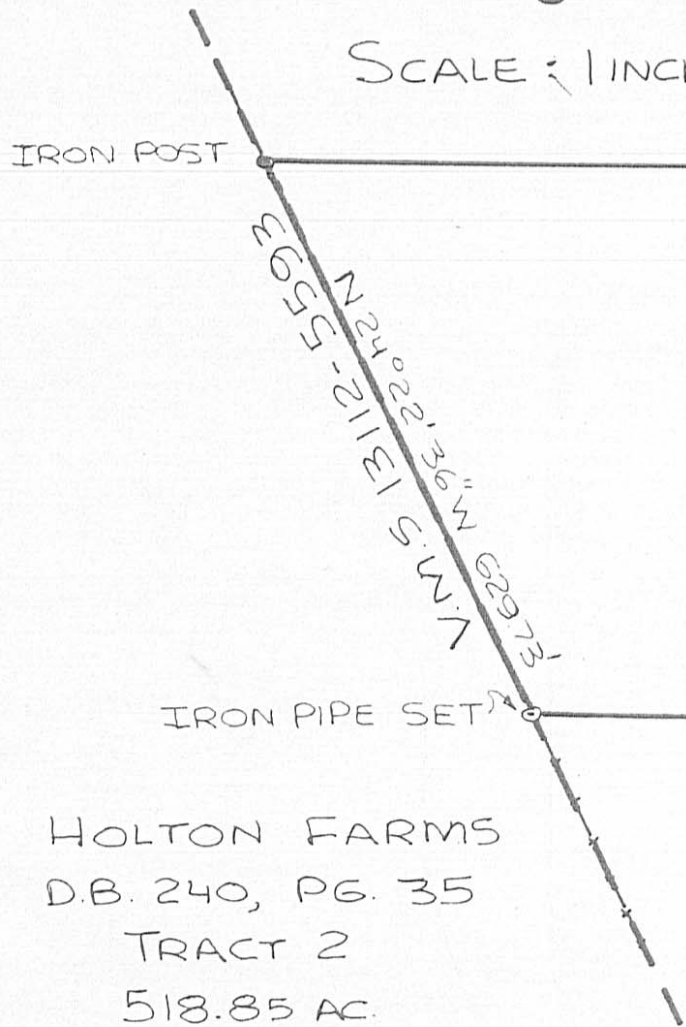 SCALE : 1 INCH
IRON POST
V.M.S. 13112-5593
N 24° 22' 36" W 629.73'
IRON PIPE SET
HOLTON FARMS
D.B. 240, PG. 35
TRACT 2
518.85 AC.